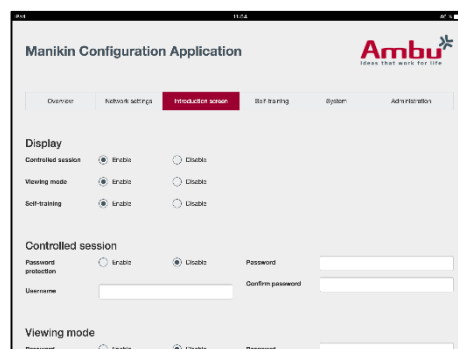 iPad 11:54
Manikin Configuration Application
Ambu
Ideas that work for life
Overview Network settings Introduction screen Self-training System Administration
Display
Controlled session Enable Disable
Viewing mode Enable Disable
Self-training Enable Disable
Controlled session
Password protection Enable Disable Password
Username Confirm password
Viewing mode
Password Enable Disable Password